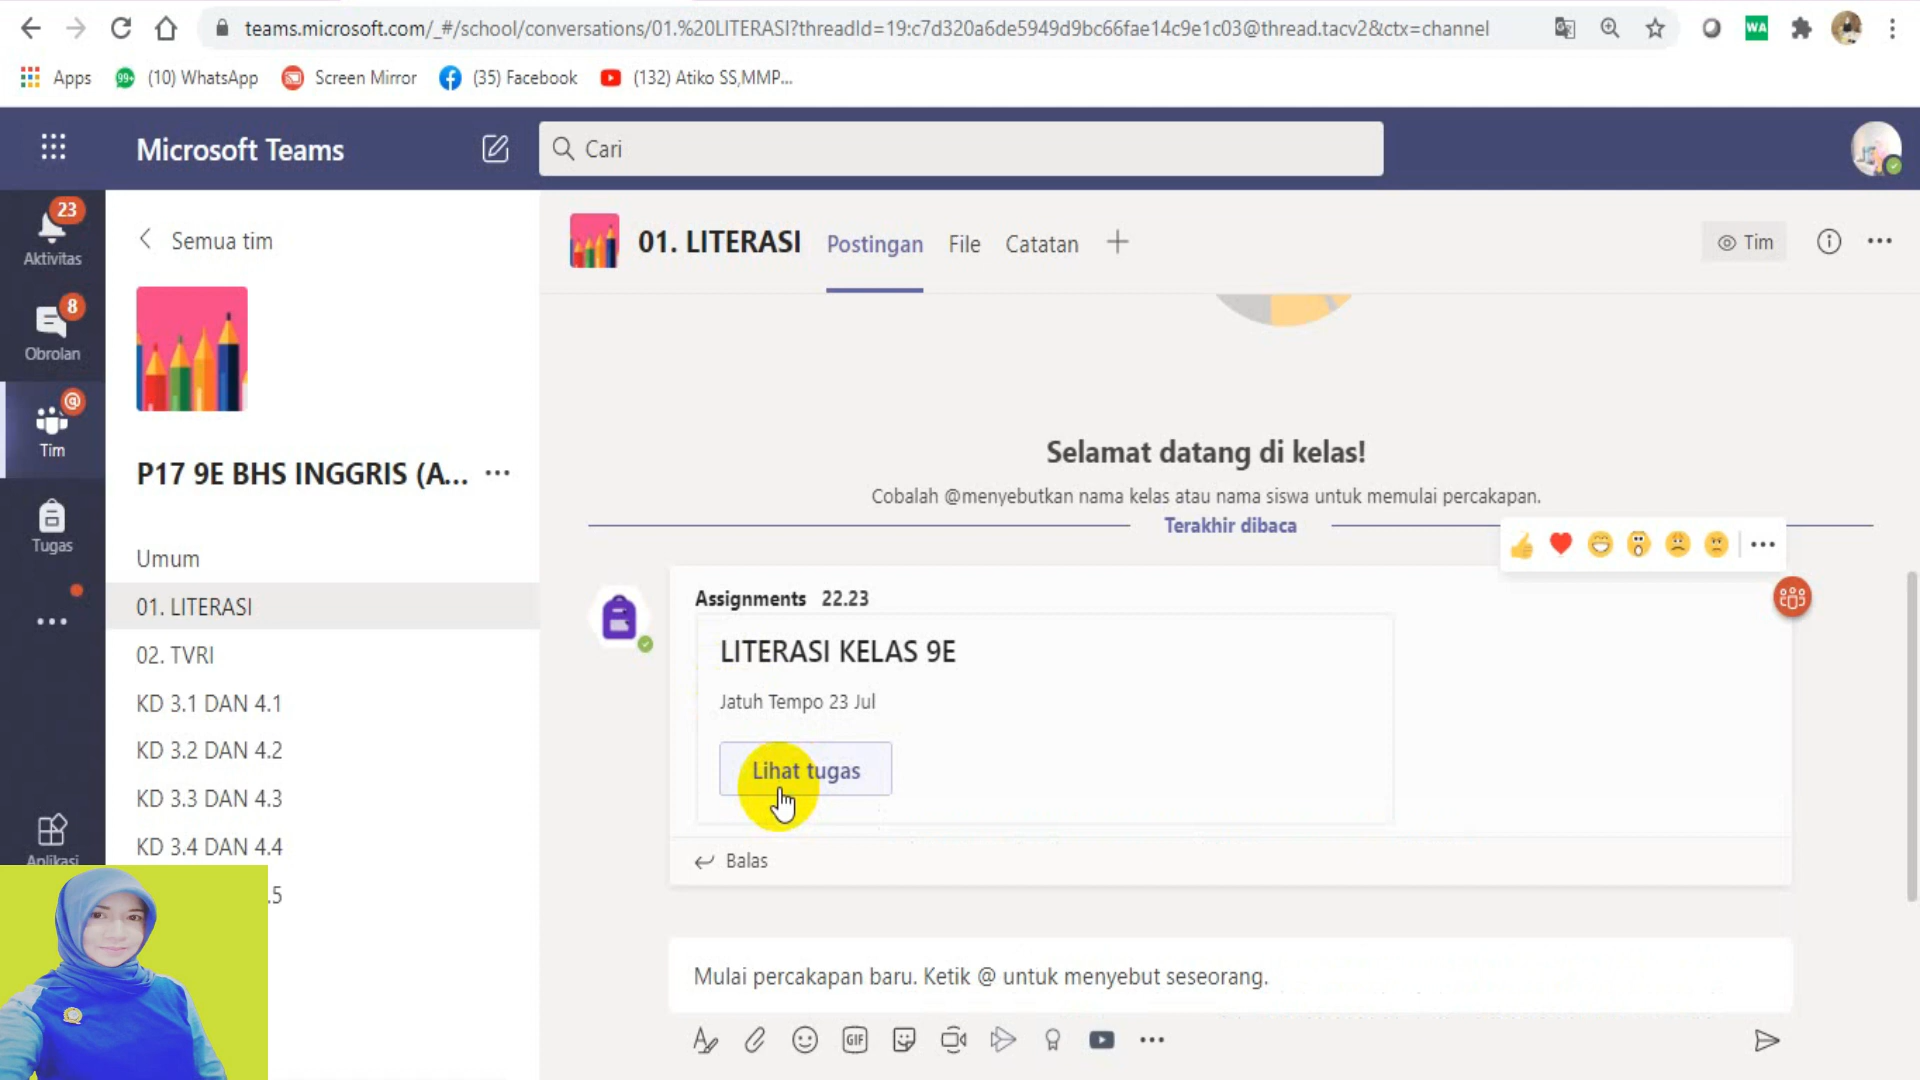 teams.microsoft.com/_#/school/conversations/01.%20LITERASI?threadId=19:c7d320a6de5949d9bc66fae14c9e1c03@thread.tacv2&ctx=channel
WA
Apps
99+
(10) WhatsApp
Screen Mirror
(35) Facebook
(132) Atiko SS,MMP...
Microsoft Teams
Cari
23
Aktivitas
8
Obrolan
@
Tim
Tugas
Aplikasi
Semua tim
P17 9E BHS INGGRIS (A... ...
Umum
01. LITERASI
02. TVRI
KD 3.1 DAN 4.1
KD 3.2 DAN 4.2
KD 3.3 DAN 4.3
KD 3.4 DAN 4.4
.5
01. LITERASI
Postingan
File
Catatan
Tim
Selamat datang di kelas!
Cobalah @menyebutkan nama kelas atau nama siswa untuk memulai percakapan.
Terakhir dibaca
Assignments 22.23
LITERASI KELAS 9E
Jatuh Tempo 23 Jul
Lihat tugas
Balas
Mulai percakapan baru. Ketik @ untuk menyebut seseorang.
GIF